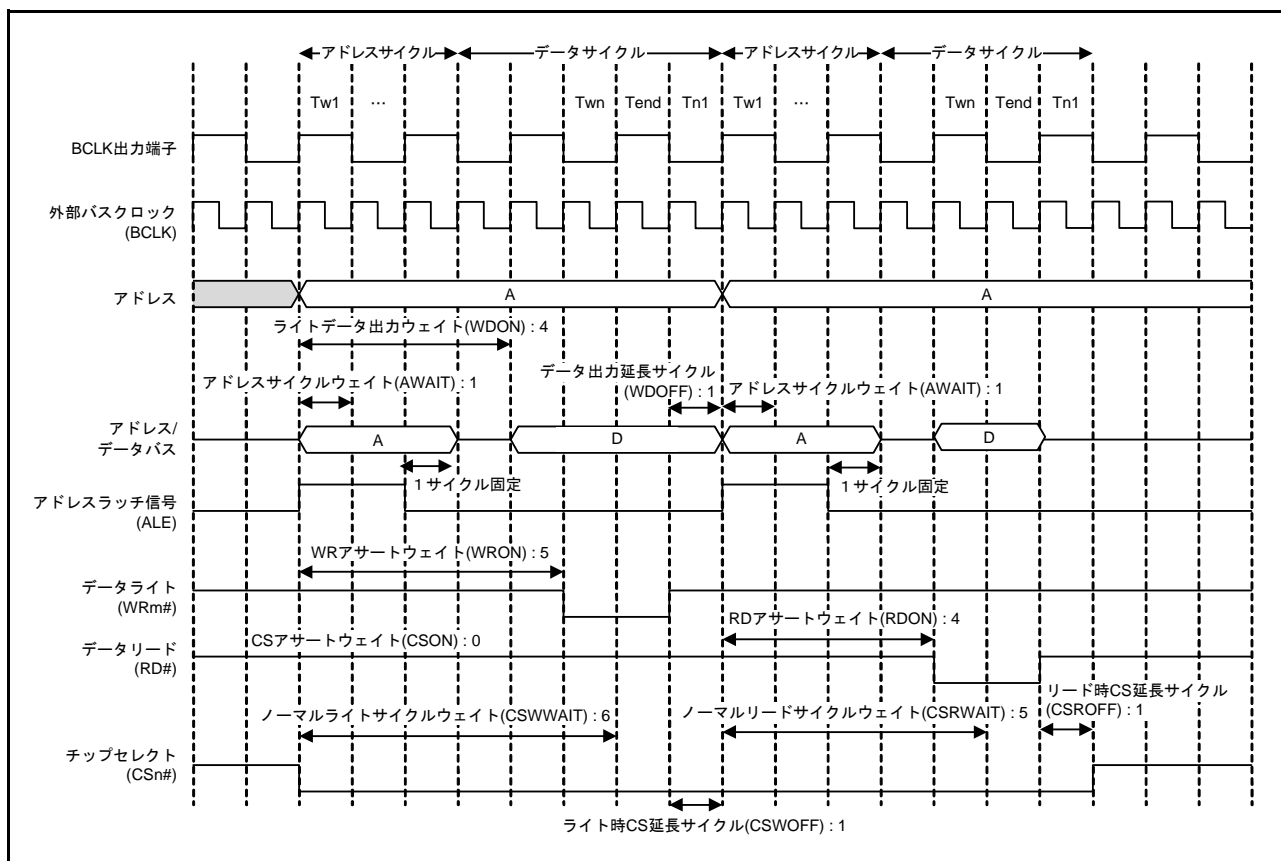 アドレスサイクル データサイクル アドレスサイクル データサイクル
Tw1 … Twn Tend Tn1 Tw1 … Twn Tend Tn1
BCLK出力端子
外部バスクロック
(BCLK)
アドレス A A
ライトデータ出力ウェイト(WDON) : 4
アドレスサイクルウェイト(AWAIT) : 1
データ出力延長サイクル
(WDOFF) : 1
アドレスサイクルウェイト(AWAIT) : 1
アドレス/
データバス
A D A D
1サイクル固定 1サイクル固定
アドレスラッチ信号
(ALE)
WRアサートウェイト(WRON) : 5
データライト
(WRm#)
RDアサートウェイト(RDON) : 4
CSアサートウェイト(CSON) : 0
データリード
(RD#)
リード時CS延長サイクル
(CSROFF) : 1
ノーマルライトサイクルウェイト(CSWWAIT) : 6 ノーマルリードサイクルウェイト(CSRWAIT) : 5
チップセレクト
(CSn#)
ライト時CS延長サイクル(CSWOFF) : 1